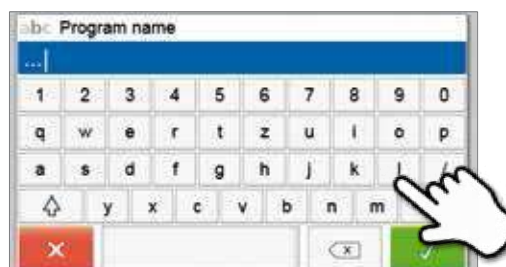 abc Program name
...
1 2 3 4 5 6 7 8 9 0
q w e r t z u i o p
a s d f g h j k l /
y x c v b n m